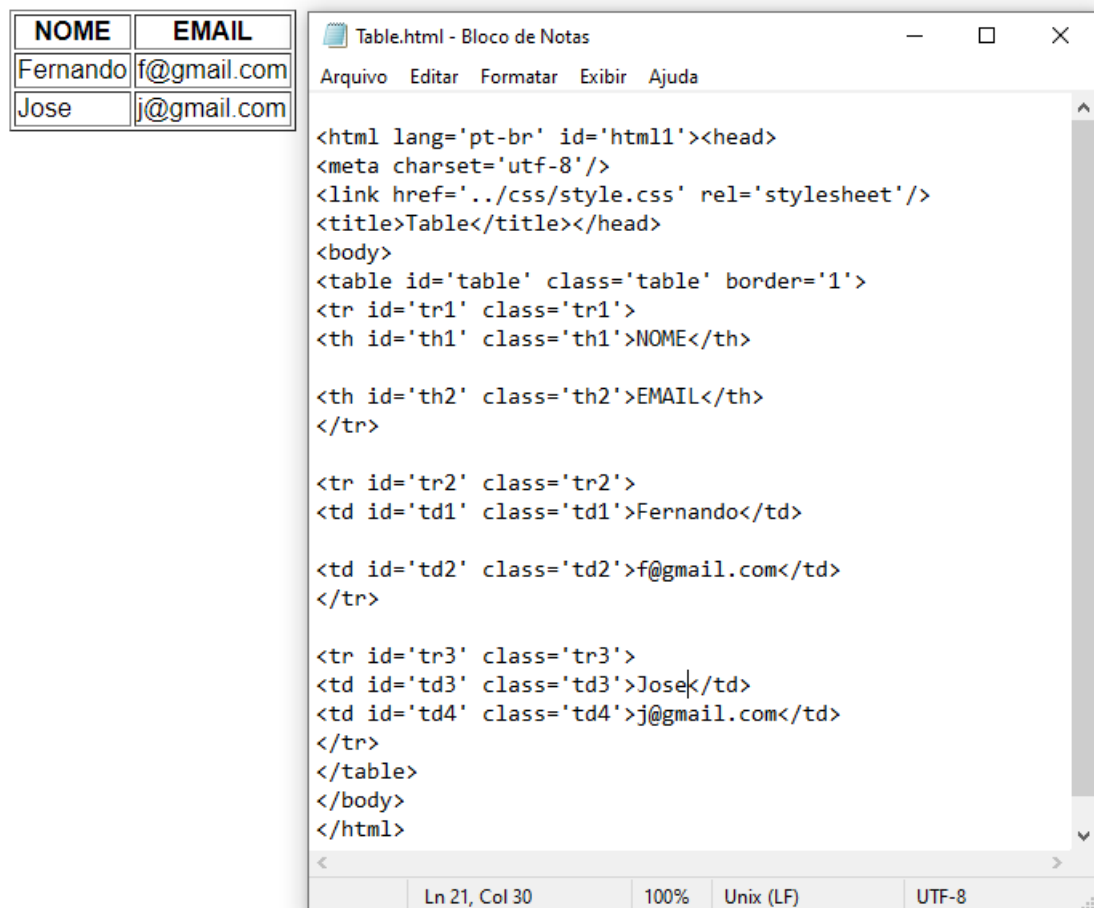 NOME EMAIL
Fernando f@gmail.com
Jose j@gmail.com
Table.html - Bloco de Notas
Arquivo Editar Formatar Exibir Ajuda
<html lang='pt-br' id='html1'><head>
<meta charset='utf-8'/>
<link href='../css/style.css' rel='stylesheet'/>
<title>Table</title></head>
<body>
<table id='table' class='table' border='1'>
<tr id='tr1' class='tr1'>
<th id='th1' class='th1'>NOME</th>
<th id='th2' class='th2'>EMAIL</th>
</tr>
<tr id='tr2' class='tr2'>
<td id='td1' class='td1'>Fernando</td>
<td id='td2' class='td2'>f@gmail.com</td>
</tr>
<tr id='tr3' class='tr3'>
<td id='td3' class='td3'>Jose</td>
<td id='td4' class='td4'>j@gmail.com</td>
</tr>
</table>
</body>
</html>
Ln 21, Col 30 100% Unix (LF) UTF-8